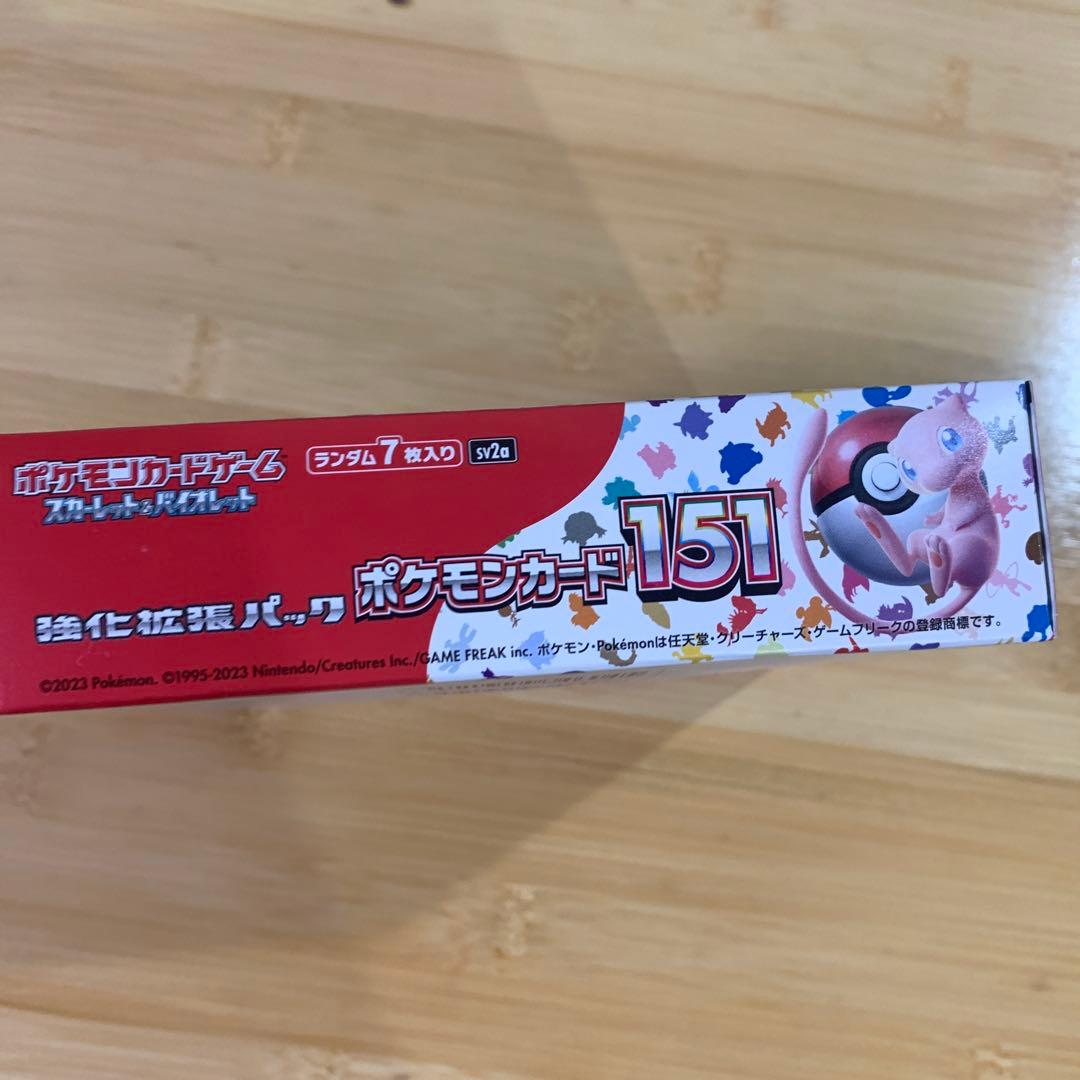 ポケモンカードゲーム™
スカーレット&バイオレット
ランダム7枚入り
sv2a
強化拡張パック ポケモンカード151
©2023 Pokémon. ©1995-2023 Nintendo/Creatures Inc./GAME FREAK inc. ポケモン・Pokémonは任天堂・クリーチャーズ・ゲームフリークの登録商標です。